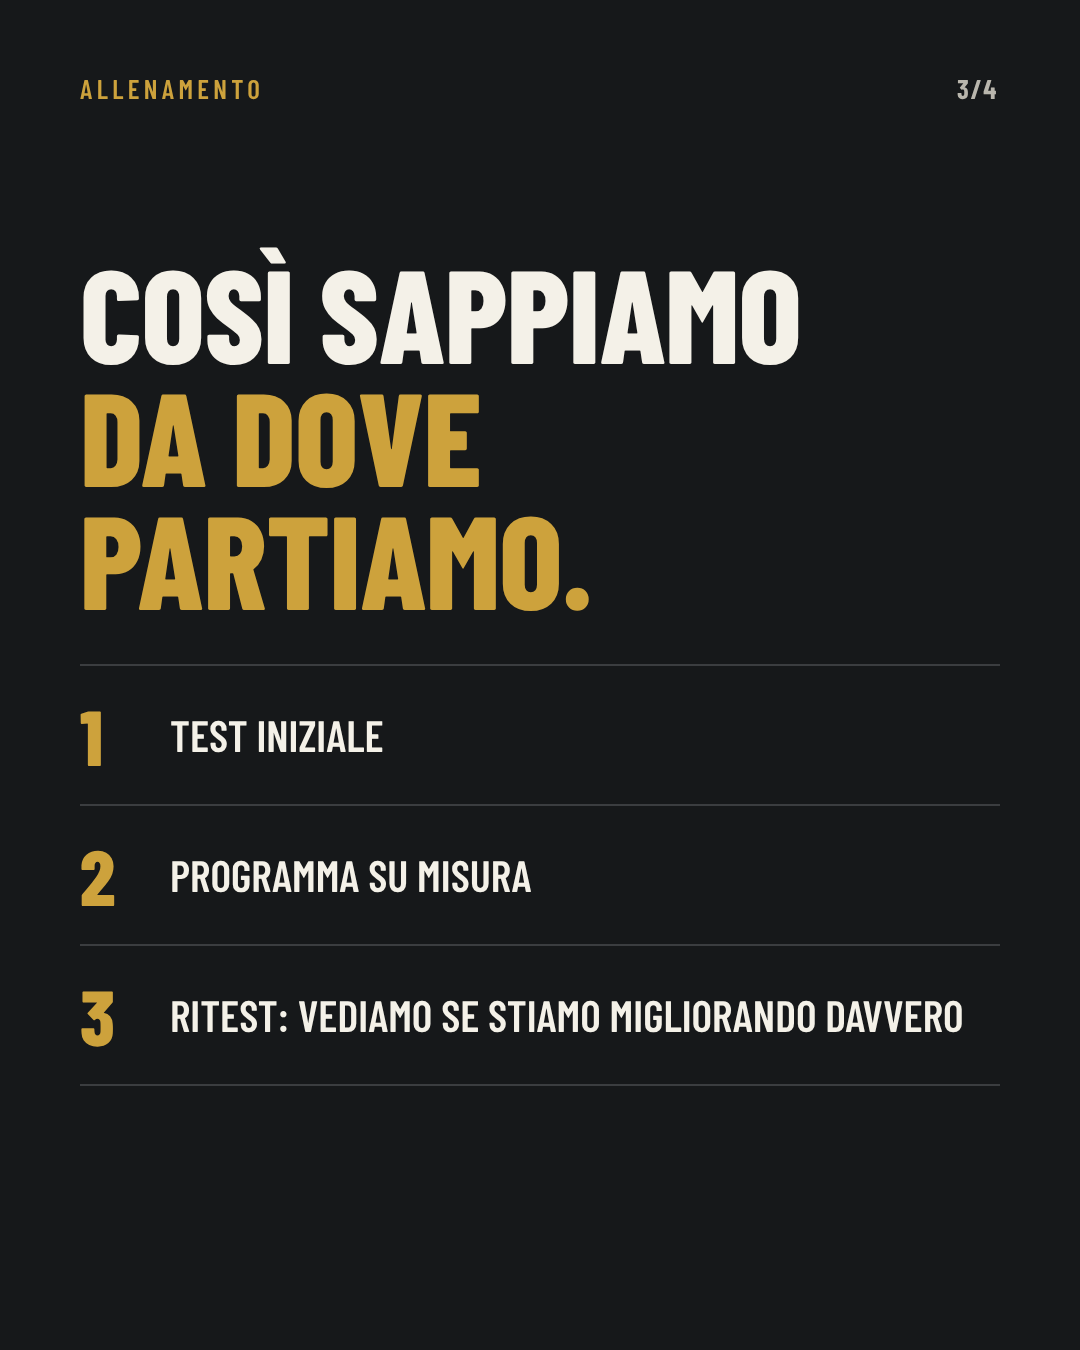 ALLENAMENTO
3/4
COSÌ SAPPIAMO
DA DOVE
PARTIAMO.
1 TEST INIZIALE
2 PROGRAMMA SU MISURA
3 RITEST: VEDIAMO SE STIAMO MIGLIORANDO DAVVERO